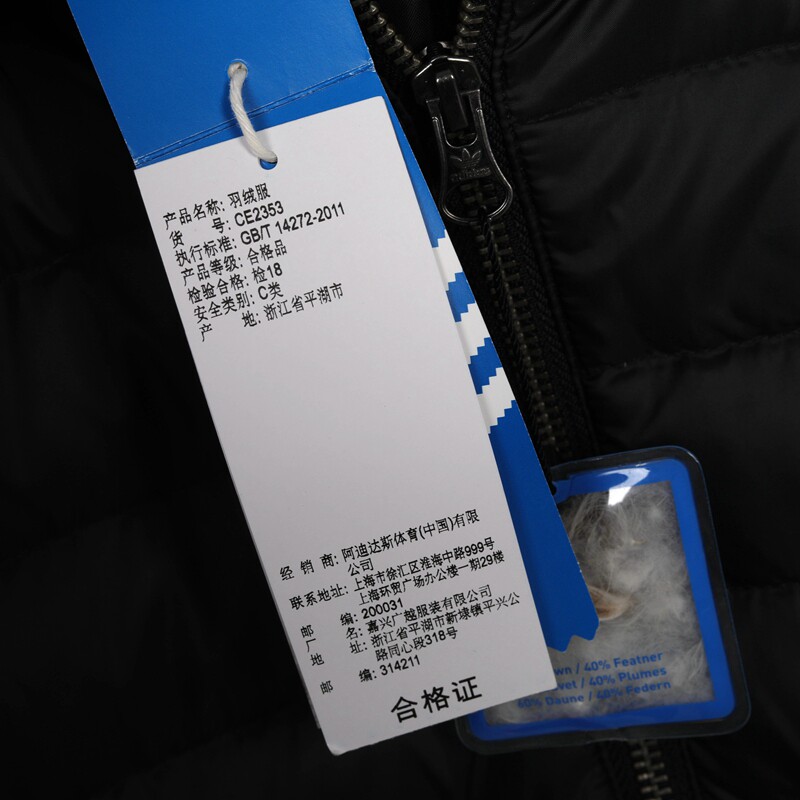 产品名称: 羽绒服
货 号: CE2353
执行标准: GB/T 14272-2011
产品等级: 合格品
检验合格: 检18
安全类别: C类
产 地: 浙江省平湖市
经 销 商: 阿迪达斯体育(中国)有限
公司
联系地址: 上海市徐汇区淮海中路999号
上海环贸广场办公楼一期29楼
邮 编: 200031
厂 名: 嘉兴广越服装有限公司
地 址: 浙江省平湖市新埭镇平兴公
路同心段318号
邮 编: 314211
合格证
adidas
/ 40% Feather
/ 40% Plumes
60% Daune / 40% Federn